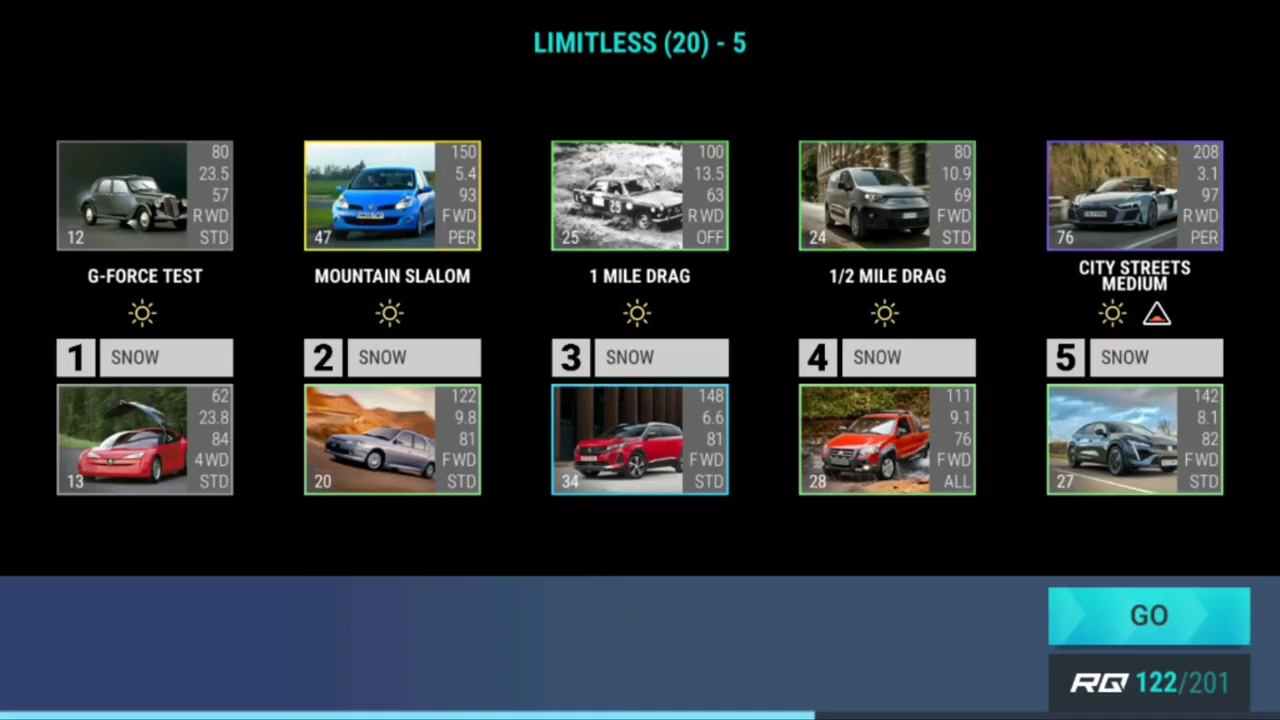 LIMITLESS (20) - 5
80
23.5
57
RWD
12 STD
150
5.4
93
FWD
47 PER
100
13.5
63
RWD
25 OFF
80
10.9
69
FWD
24 STD
208
3.1
97
RWD
76 PER
G-FORCE TEST
MOUNTAIN SLALOM
1 MILE DRAG
1/2 MILE DRAG
CITY STREETS
MEDIUM
1 SNOW
2 SNOW
3 SNOW
4 SNOW
5 SNOW
62
23.8
84
4WD
13 STD
122
9.8
81
FWD
20 STD
148
6.6
81
FWD
34 STD
111
9.1
76
FWD
28 ALL
142
8.1
82
FWD
27 STD
GO
RQ 122/201